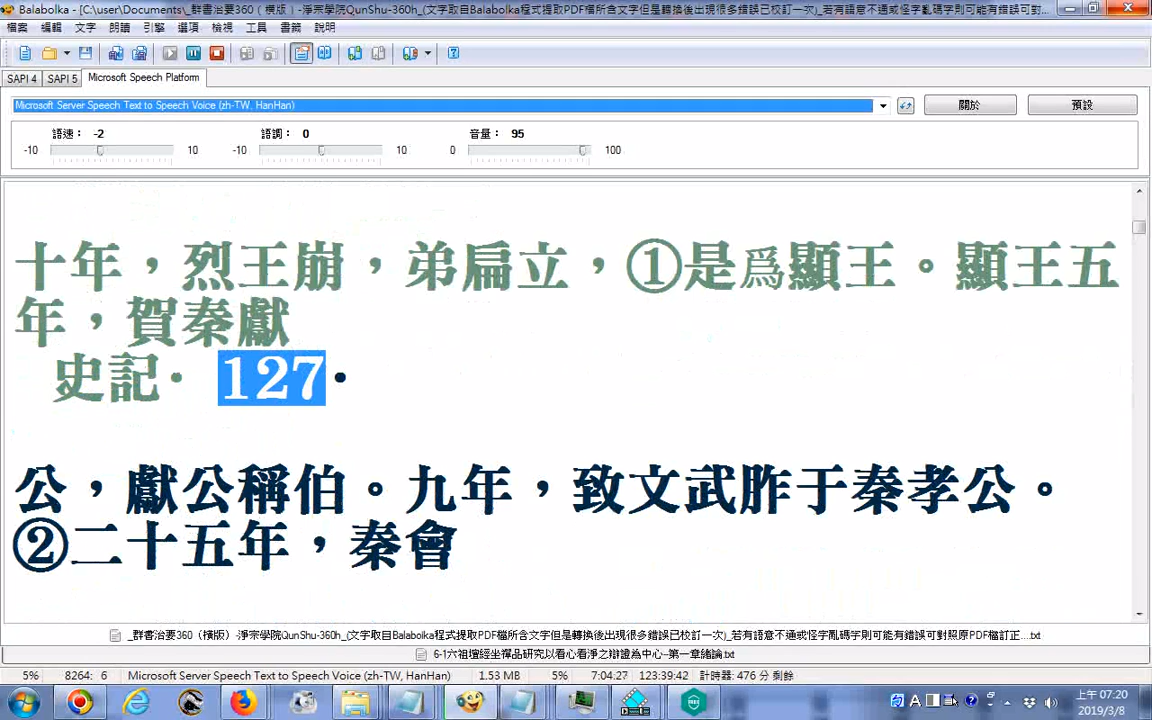 Balabolka - [C:\user\Documents\_群書治要360（橫版）-淨宗學院QunShu-360h_(文字取自Balabolka程式提取PDF檔所含文字但是轉換後出現很多錯誤已校訂一次)_若有語意不通或怪字亂碼字則可能有錯誤可對...
檔案 編輯 文字 朗讀 引擎 選項 檢視 工具 書籤 說明
SAPI 4 SAPI 5 Microsoft Speech Platform
Microsoft Server Speech Text to Speech Voice (zh-TW, HanHan) 關於 預設
語速： -2 語調： 0 音量： 95
-10 10 -10 10 0 100
十年，烈王崩，弟扁立，①是爲顯王。顯王五
年，賀秦獻
史記· 127·
公，獻公稱伯。九年，致文武胙于秦孝公。
②二十五年，秦會
_群書治要360（橫版）-淨宗學院QunShu-360h_(文字取自Balabolka程式提取PDF檔所含文字但是轉換後出現很多錯誤已校訂一次)_若有語意不通或怪字亂碼字則可能有錯誤可對照原PDF檔訂正....txt
6-1六祖壇經坐禪品研究以看心看淨之辯證為中心--第一章緒論.txt
5% 8264: 6 Microsoft Server Speech Text to Speech Voice (zh-TW, HanHan) 1.53 MB 5% 7:04:27 123:39:42 計時器: 476 分 剩餘
上午 07:20
2019/3/8